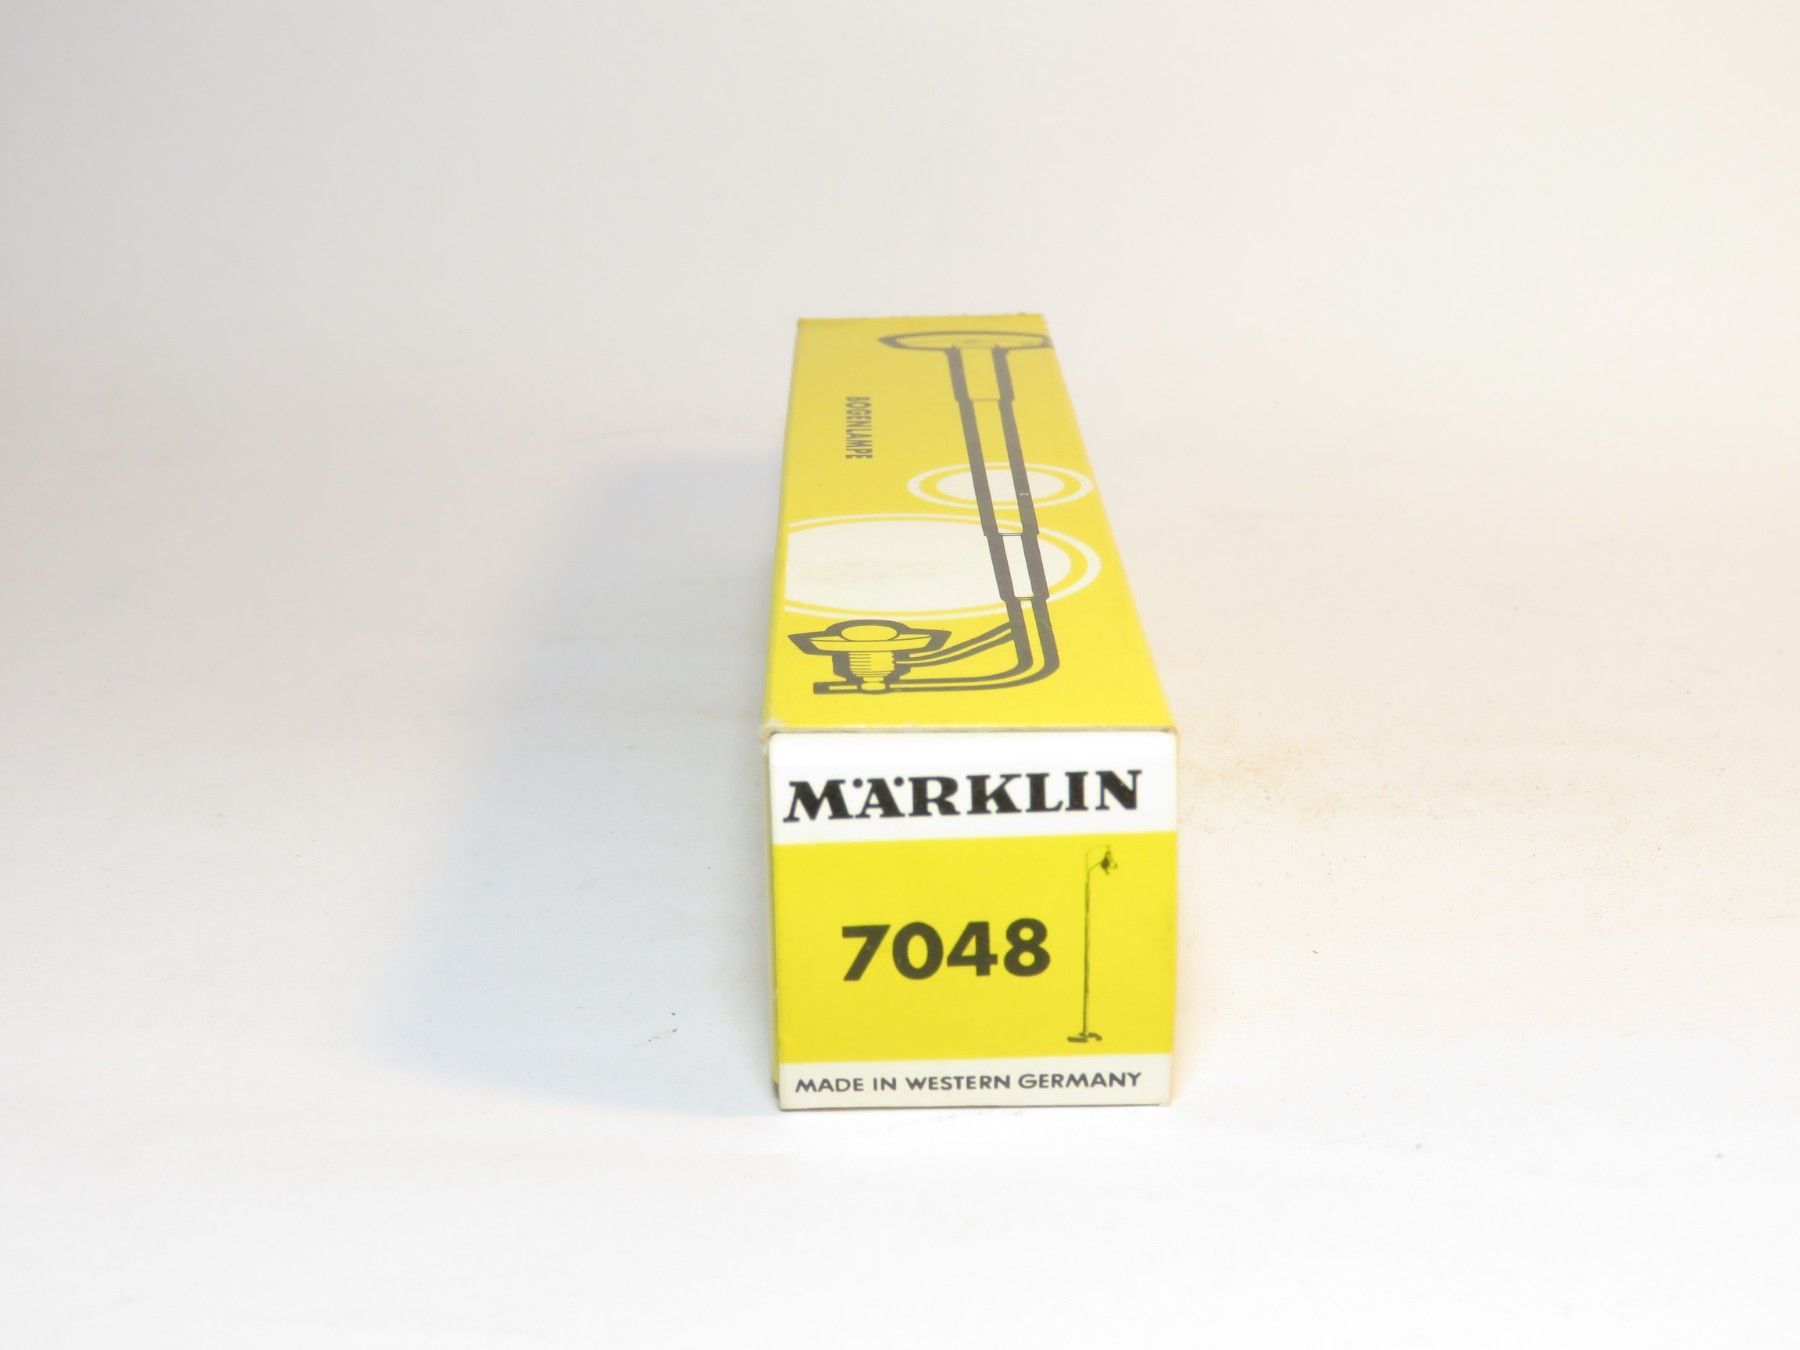 BOGENLAMPE
MÄRKLIN
7048
MADE IN WESTERN GERMANY